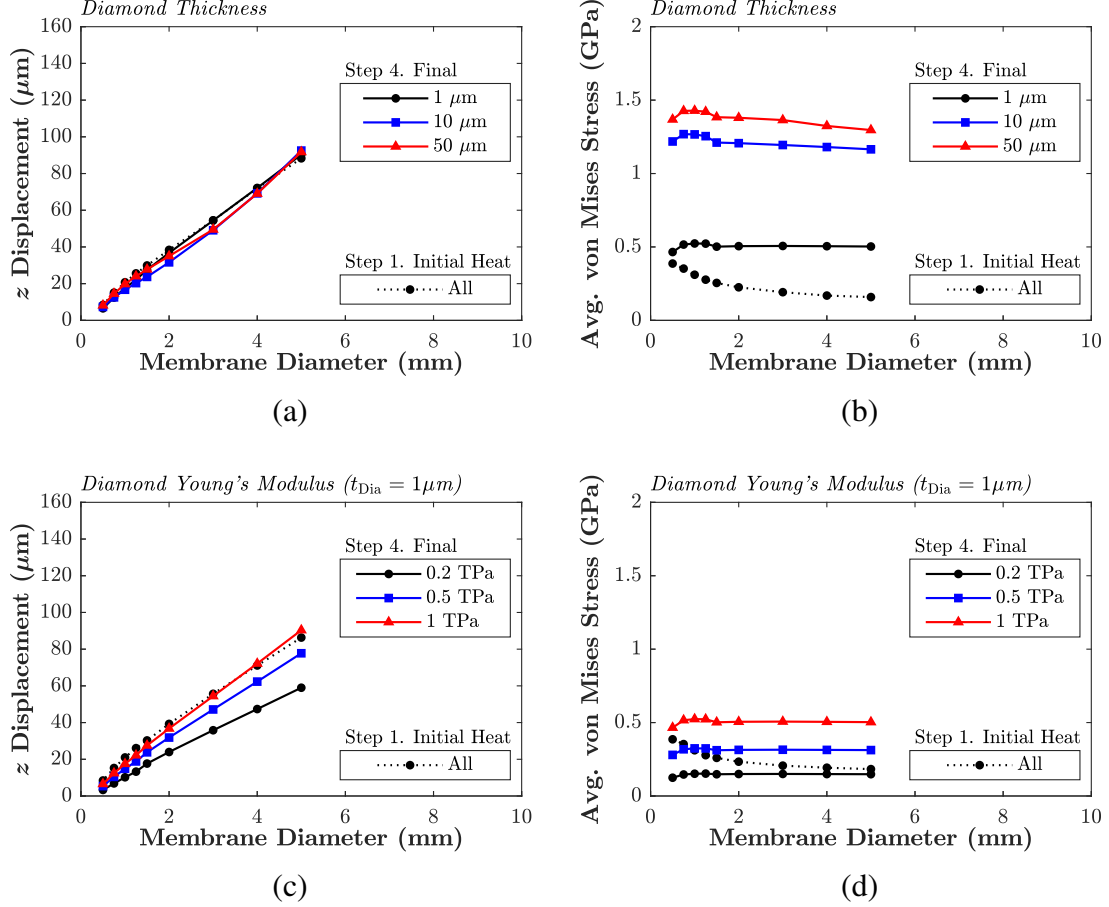 Diamond Thickness
z Displacement (μm)
160
140
120
100
80
60
40
20
0
Step 4. Final
1 μm
10 μm
50 μm
Step 1. Initial Heat
All
0 2 4 6 8 10
Membrane Diameter (mm)
(a)
Diamond Thickness
Avg. von Mises Stress (GPa)
2
1.5
1
0.5
0
Step 4. Final
1 μm
10 μm
50 μm
Step 1. Initial Heat
All
0 2 4 6 8 10
Membrane Diameter (mm)
(b)
Diamond Young's Modulus (t_Dia = 1μm)
z Displacement (μm)
160
140
120
100
80
60
40
20
0
Step 4. Final
0.2 TPa
0.5 TPa
1 TPa
Step 1. Initial Heat
All
0 2 4 6 8 10
Membrane Diameter (mm)
(c)
Diamond Young's Modulus (t_Dia = 1μm)
Avg. von Mises Stress (GPa)
2
1.5
1
0.5
0
Step 4. Final
0.2 TPa
0.5 TPa
1 TPa
Step 1. Initial Heat
All
0 2 4 6 8 10
Membrane Diameter (mm)
(d)